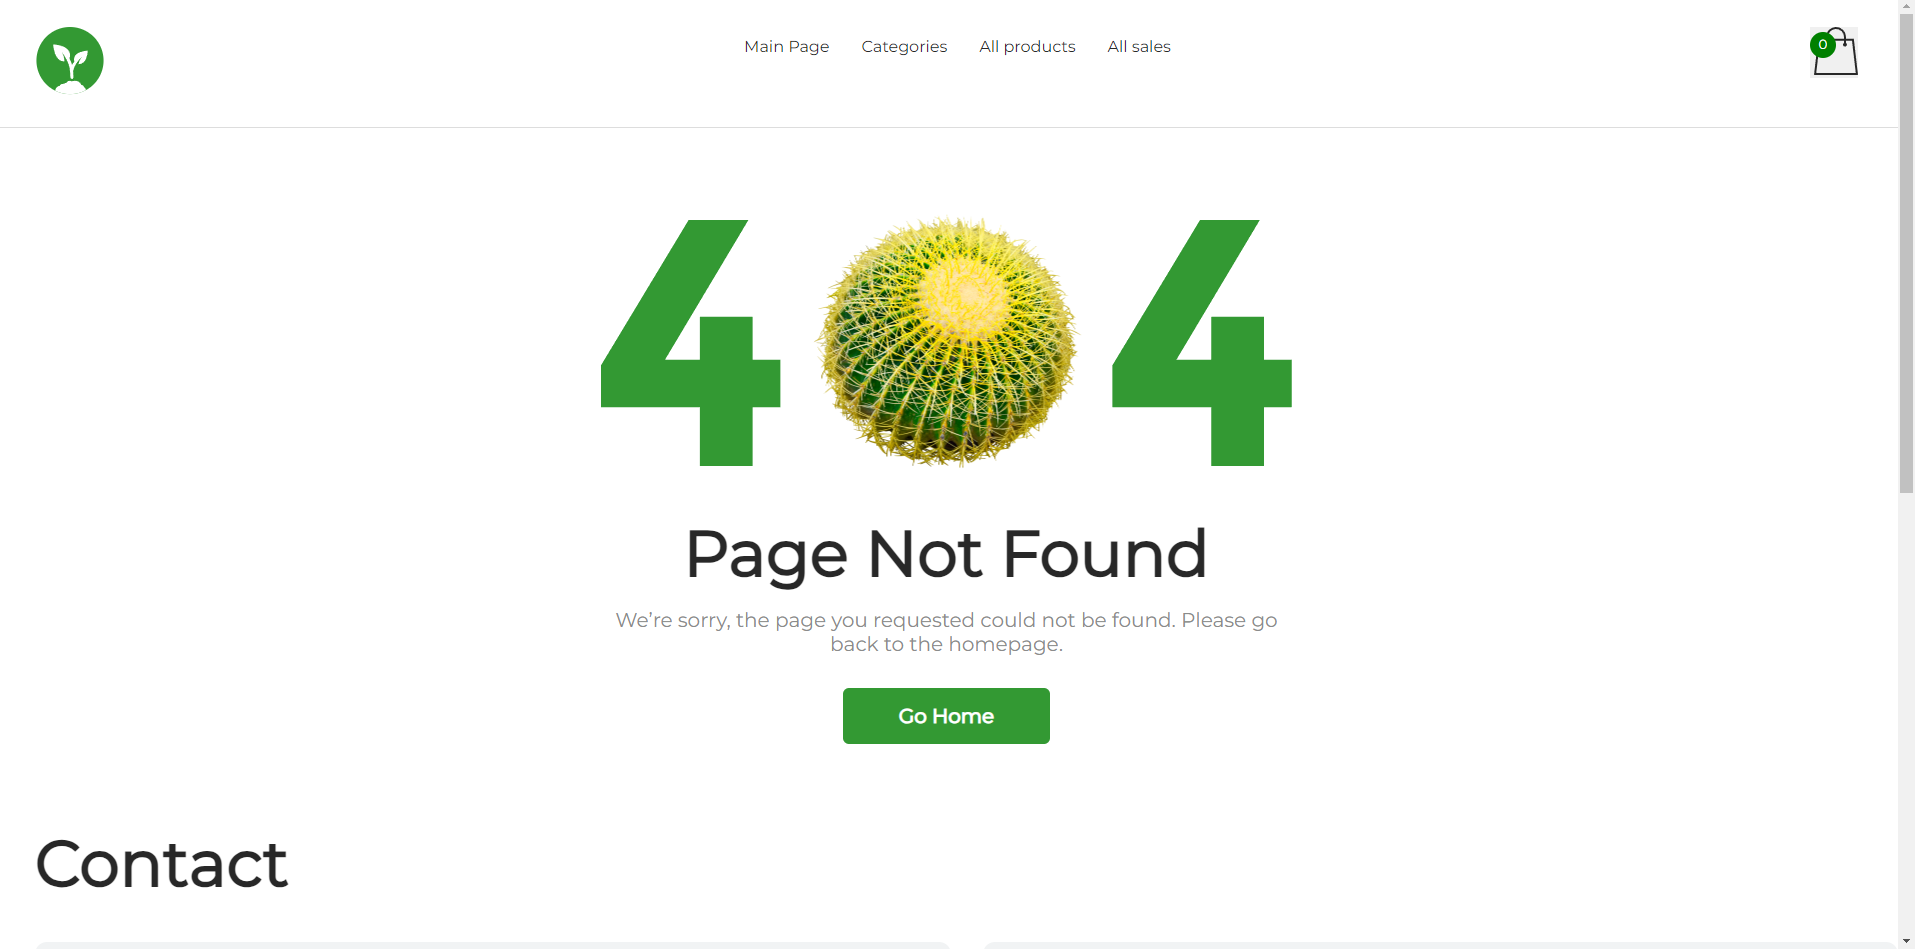 Main Page
Categories
All products
All sales
0
4 4
Page Not Found
We’re sorry, the page you requested could not be found. Please go
back to the homepage.
Go Home
Contact